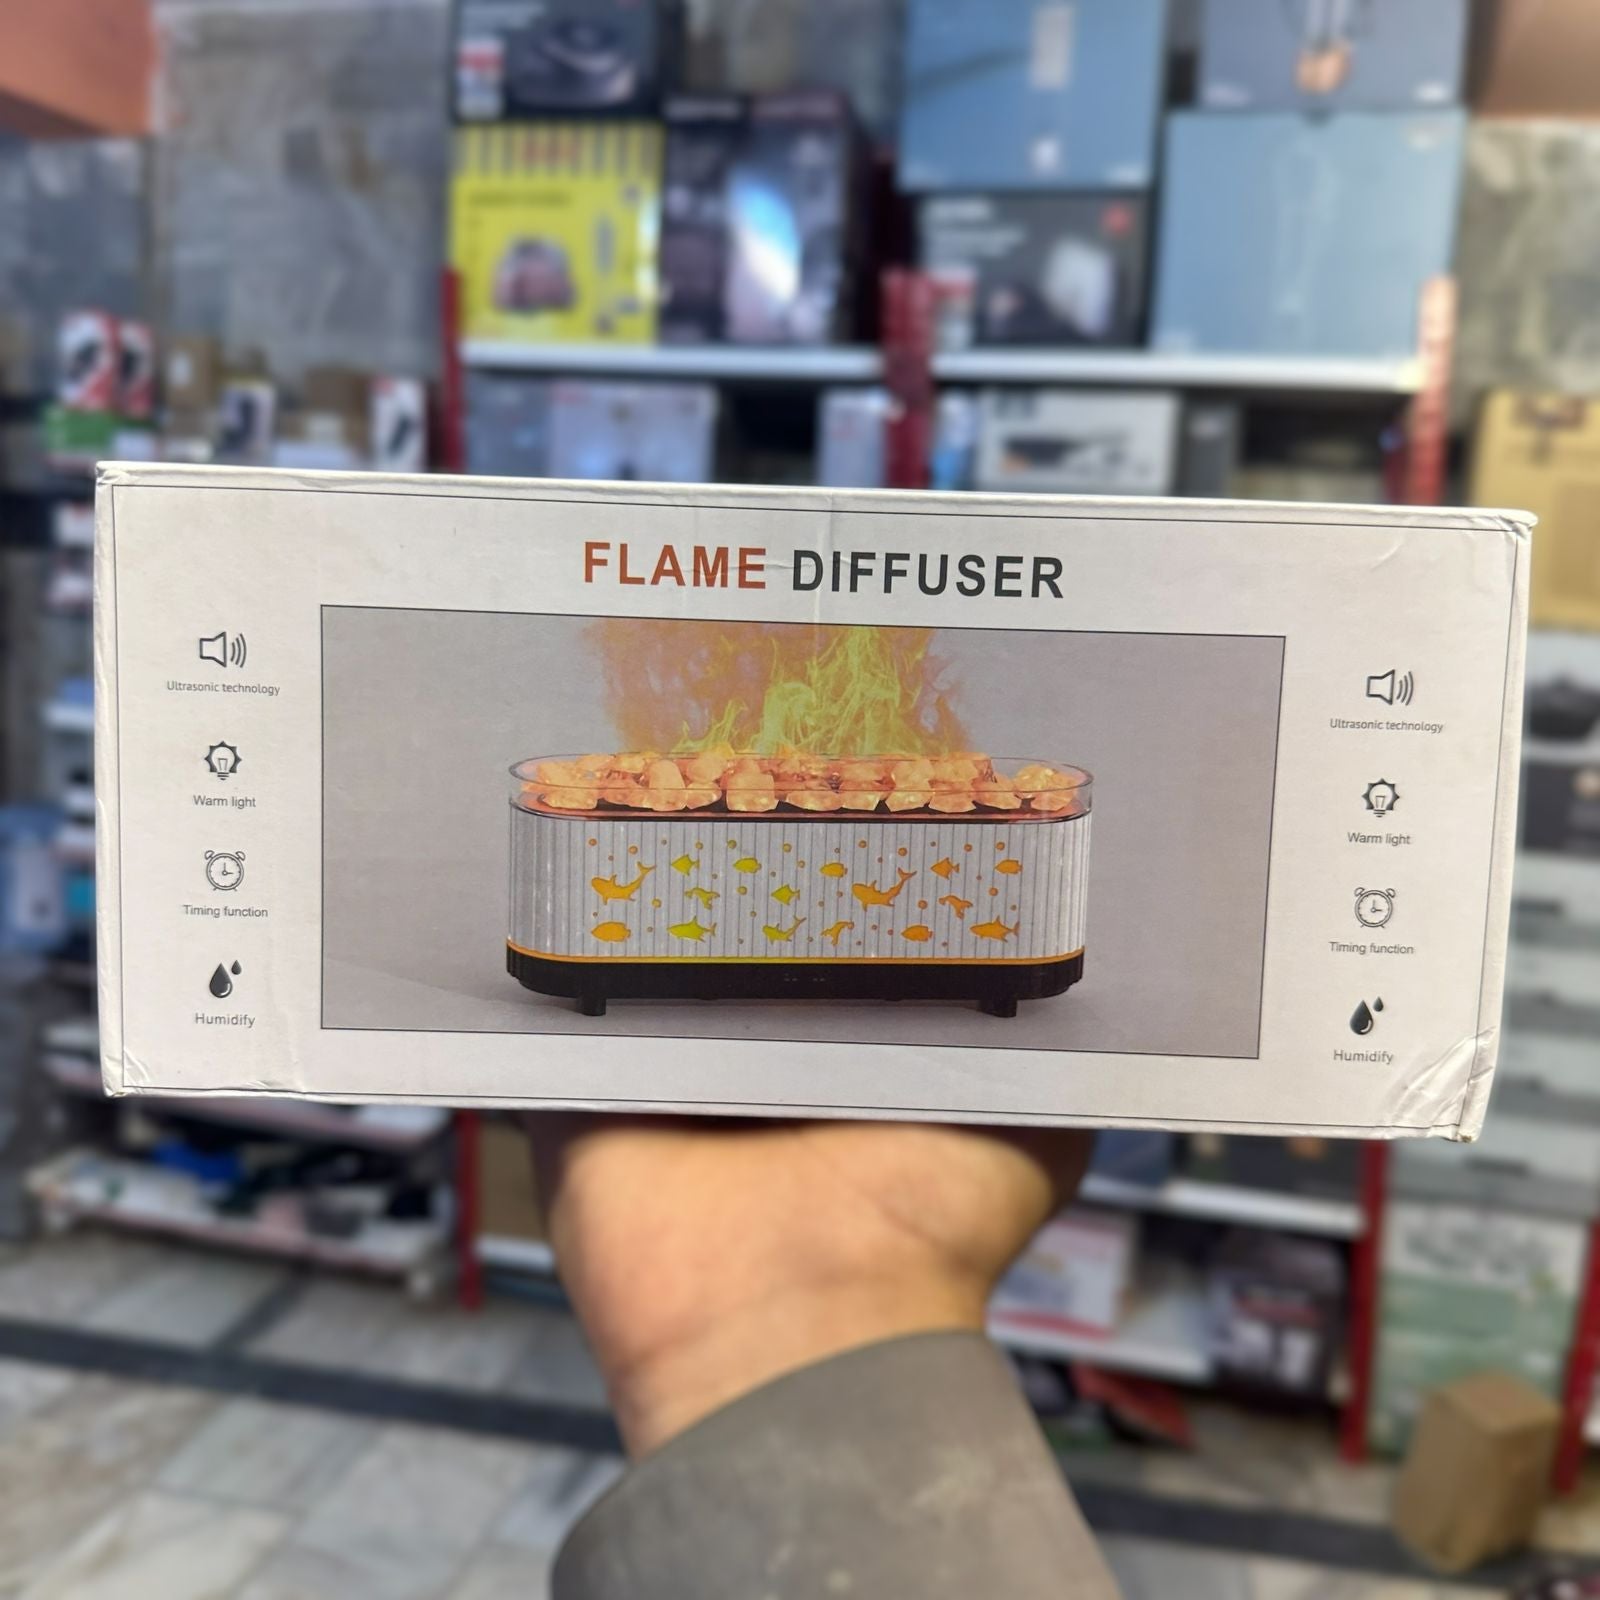 FLAME DIFFUSER
Ultrasonic technology
Warm light
Timing function
Humidify
Ultrasonic technology
Warm light
Timing function
Humidify